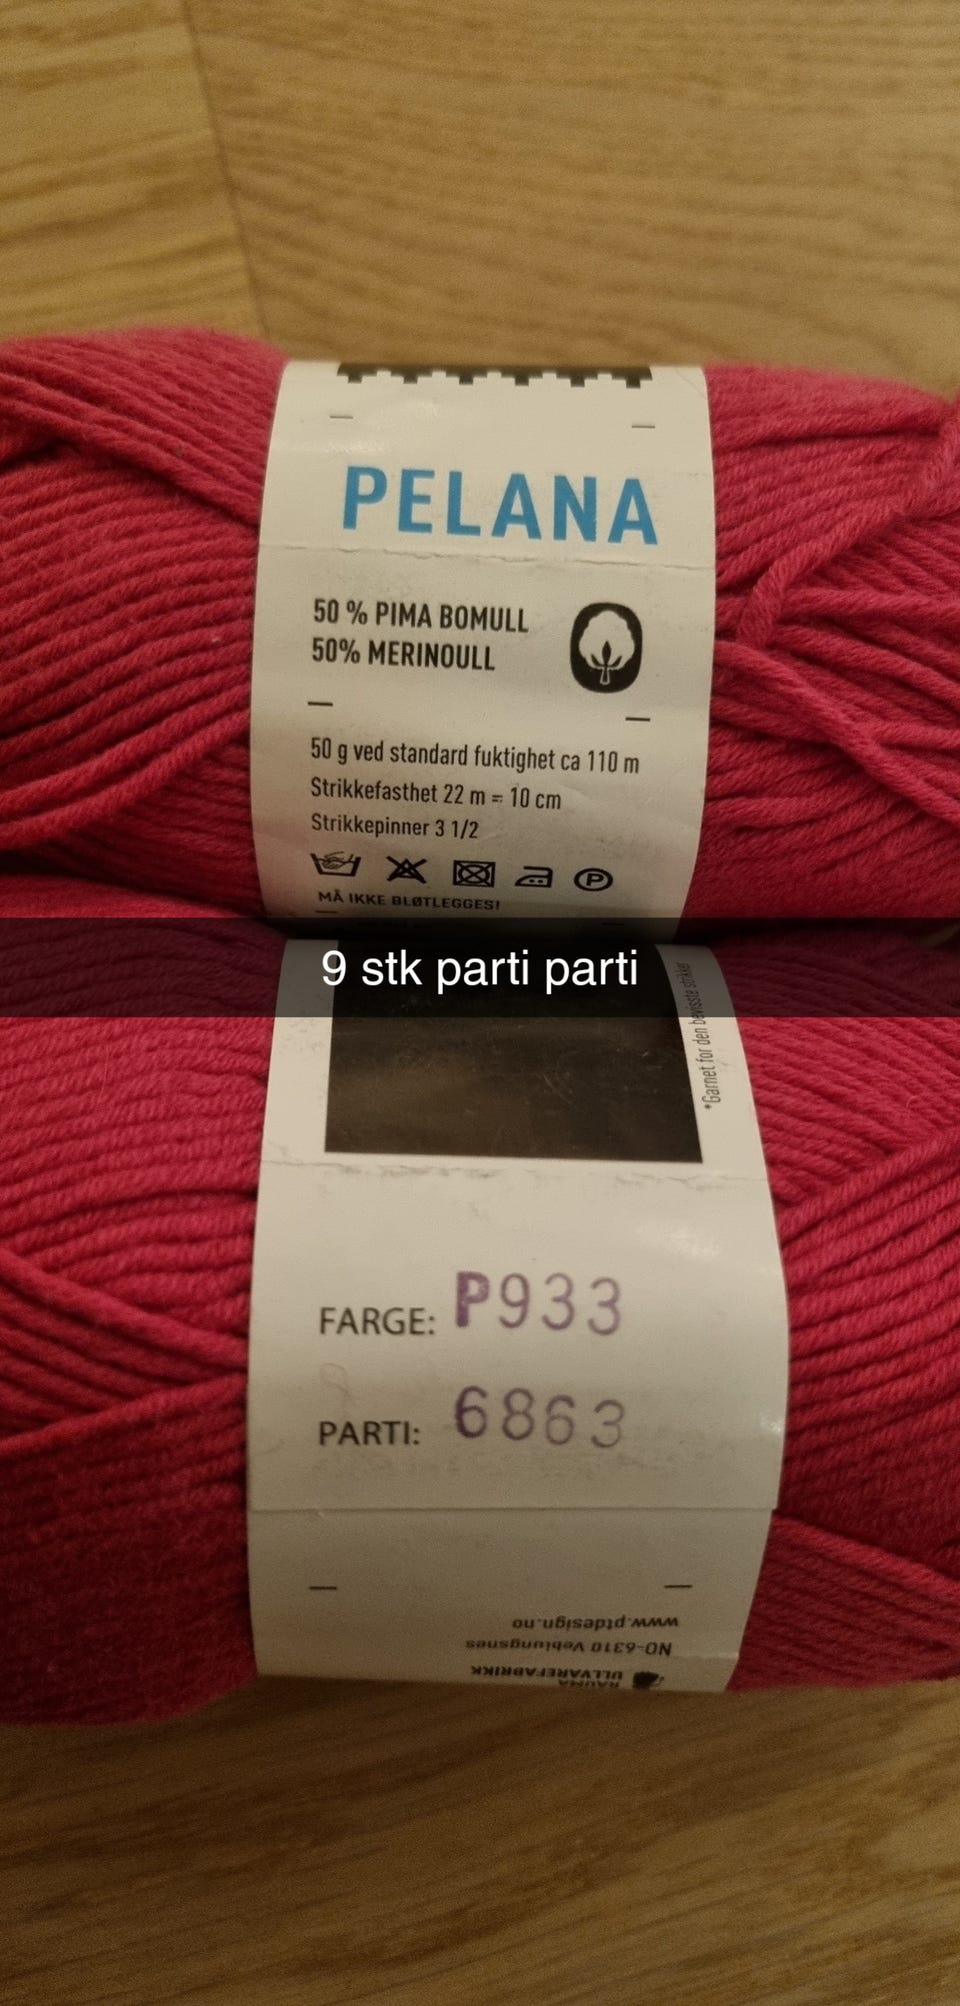 PELANA
50 % PIMA BOMULL
50% MERINOULL
50 g ved standard fuktighet ca 110 m
Strikkefasthet 22 m = 10 cm
Strikkepinner 3 1/2
P
MÅ IKKE BLØTLEGGES!
9 stk parti parti
*Garnet for den bevisste strikker
FARGE: P933
PARTI: 6863
www.ptdesign.no
NO-6310 Veblungsnes
ULLVAREFABRIKK
RAUMA